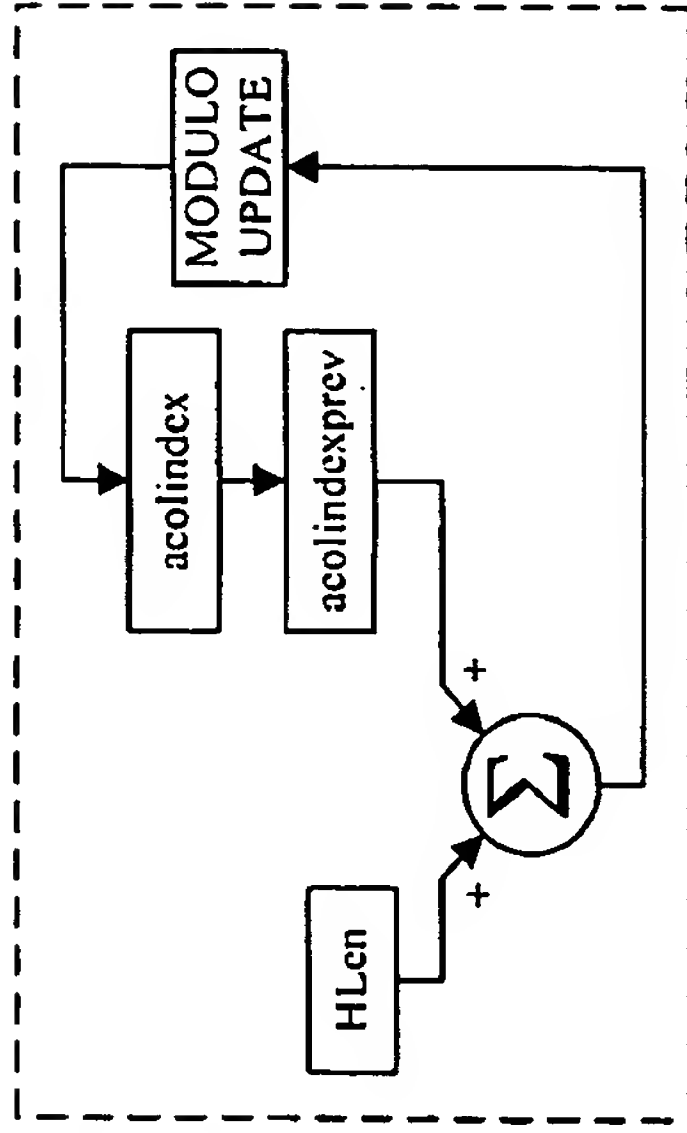 MODULO
UPDATE
acolindex
acolindexprev
HLen
+
+
Σ